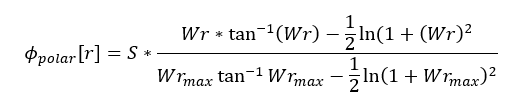 ϕ_polar[r] = S * (Wr * tan⁻¹(Wr) − 1/2 ln(1 + (Wr)²) / (Wr_max tan⁻¹ Wr_max − 1/2 ln(1 + Wr_max)²)